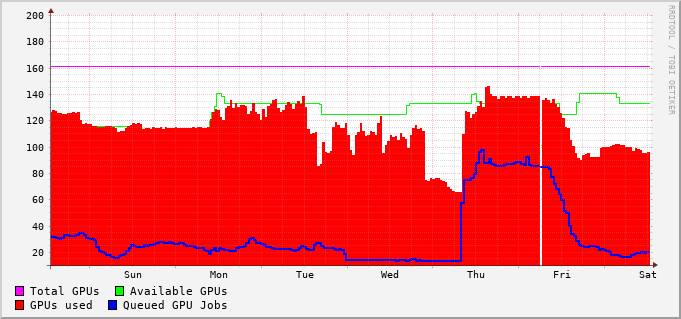 200
180
160
140
120
100
80
60
40
20
Sun Mon Tue Wed Thu Fri Sat
Total GPUs Available GPUs
GPUs used Queued GPU Jobs
RRDTOOL / TOBI OETIKER